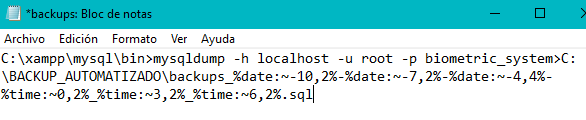 *backups: Bloc de notas
Archivo Edición Formato Ver Ayuda
C:\xampp\mysql\bin>mysqldump -h localhost -u root -p biometric_system>C:
\BACKUP_AUTOMATIZADO\backups_%date:~-10,2%-%date:~-7,2%-%date:~-4,4%-
%time:~0,2%_%time:~3,2%_%time:~6,2%.sql